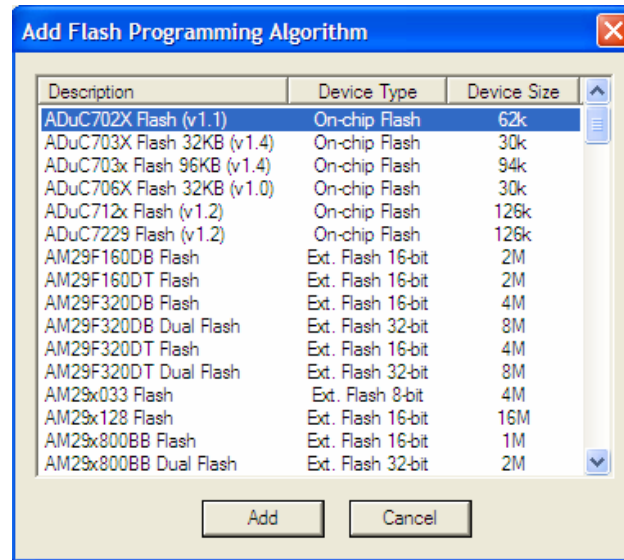 Add Flash Programming Algorithm
Description Device Type Device Size
ADuC702X Flash (v1.1) On-chip Flash 62k
ADuC703X Flash 32KB (v1.4) On-chip Flash 30k
ADuC703x Flash 96KB (v1.4) On-chip Flash 94k
ADuC706X Flash 32KB (v1.0) On-chip Flash 30k
ADuC712x Flash (v1.2) On-chip Flash 126k
ADuC7229 Flash (v1.2) On-chip Flash 126k
AM29F160DB Flash Ext. Flash 16-bit 2M
AM29F160DT Flash Ext. Flash 16-bit 2M
AM29F320DB Flash Ext. Flash 16-bit 4M
AM29F320DB Dual Flash Ext. Flash 32-bit 8M
AM29F320DT Flash Ext. Flash 16-bit 4M
AM29F320DT Dual Flash Ext. Flash 32-bit 8M
AM29x033 Flash Ext. Flash 8-bit 4M
AM29x128 Flash Ext. Flash 16-bit 16M
AM29x800BB Flash Ext. Flash 16-bit 1M
AM29x800BB Dual Flash Ext. Flash 32-bit 2M
Add Cancel